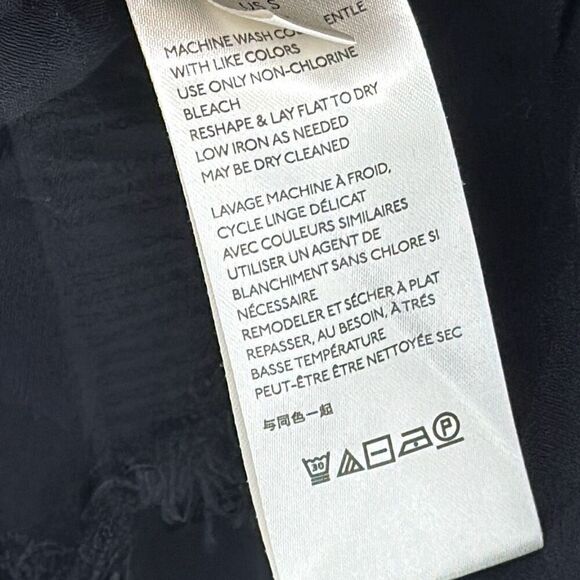 US S
MACHINE WASH ENTLE
WITH LIKE COLORS
USE ONLY NON-CHLORINE
BLEACH
RESHAPE & LAY FLAT TO DRY
LOW IRON AS NEEDED
MAY BE DRY CLEANED
LAVAGE MACHINE À FROID,
CYCLE LINGE DÉLICAT
AVEC COULEURS SIMILAIRES
UTILISER UN AGENT DE
BLANCHIMENT SANS CHLORE SI
NÉCESSAIRE
REMODELER ET SÉCHER À PLAT
REPASSER, AU BESOIN, À TRÉS
BASSE TEMPÉRATURE
PEUT-ÊTRE ÊTRE NETTOYÉE SEC
与同色一起
30 P